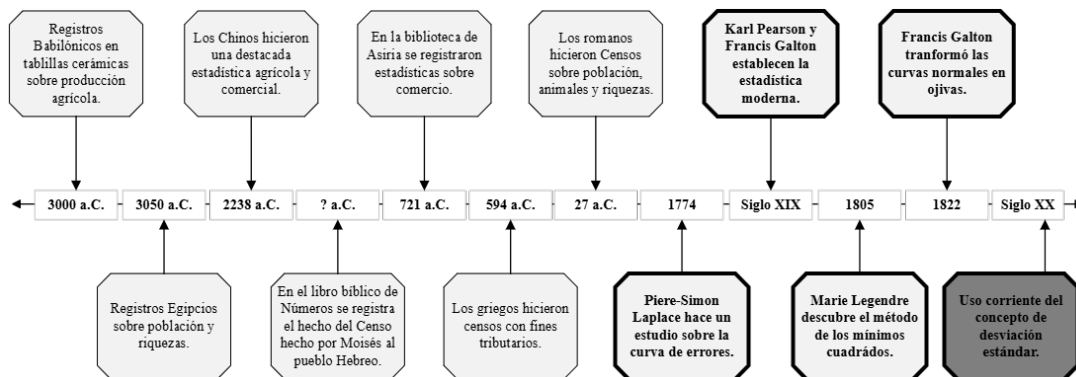 Registros
Babilónicos en
tablillas cerámicas
sobre producción
agrícola.
Los Chinos hicieron
una destacada
estadística agrícola y
comercial.
En la biblioteca de
Asiria se registraron
estadísticas sobre
comercio.
Los romanos
hicieron Censos
sobre población,
animales y riquezas.
Karl Pearson y
Francis Galton
establecen la
estadística
moderna.
Francis Galton
tranformó las
curvas normales en
ojivas.
3000 a.C.
3050 a.C.
2238 a.C.
? a.C.
721 a.C.
594 a.C.
27 a.C.
1774
Siglo XIX
1805
1822
Siglo XX
Registros Egipcios
sobre población y
riquezas.
En el libro bíblico de
Números se registra
el hecho del Censo
hecho por Moisés al
pueblo Hebreo.
Los griegos hicieron
censos con fines
tributarios.
Piere-Simon
Laplace hace un
estudio sobre la
curva de errores.
Marie Legendre
descubre el método
de los mínimos
cuadrádos.
Uso corriente del
concepto de
desviación
estándar.